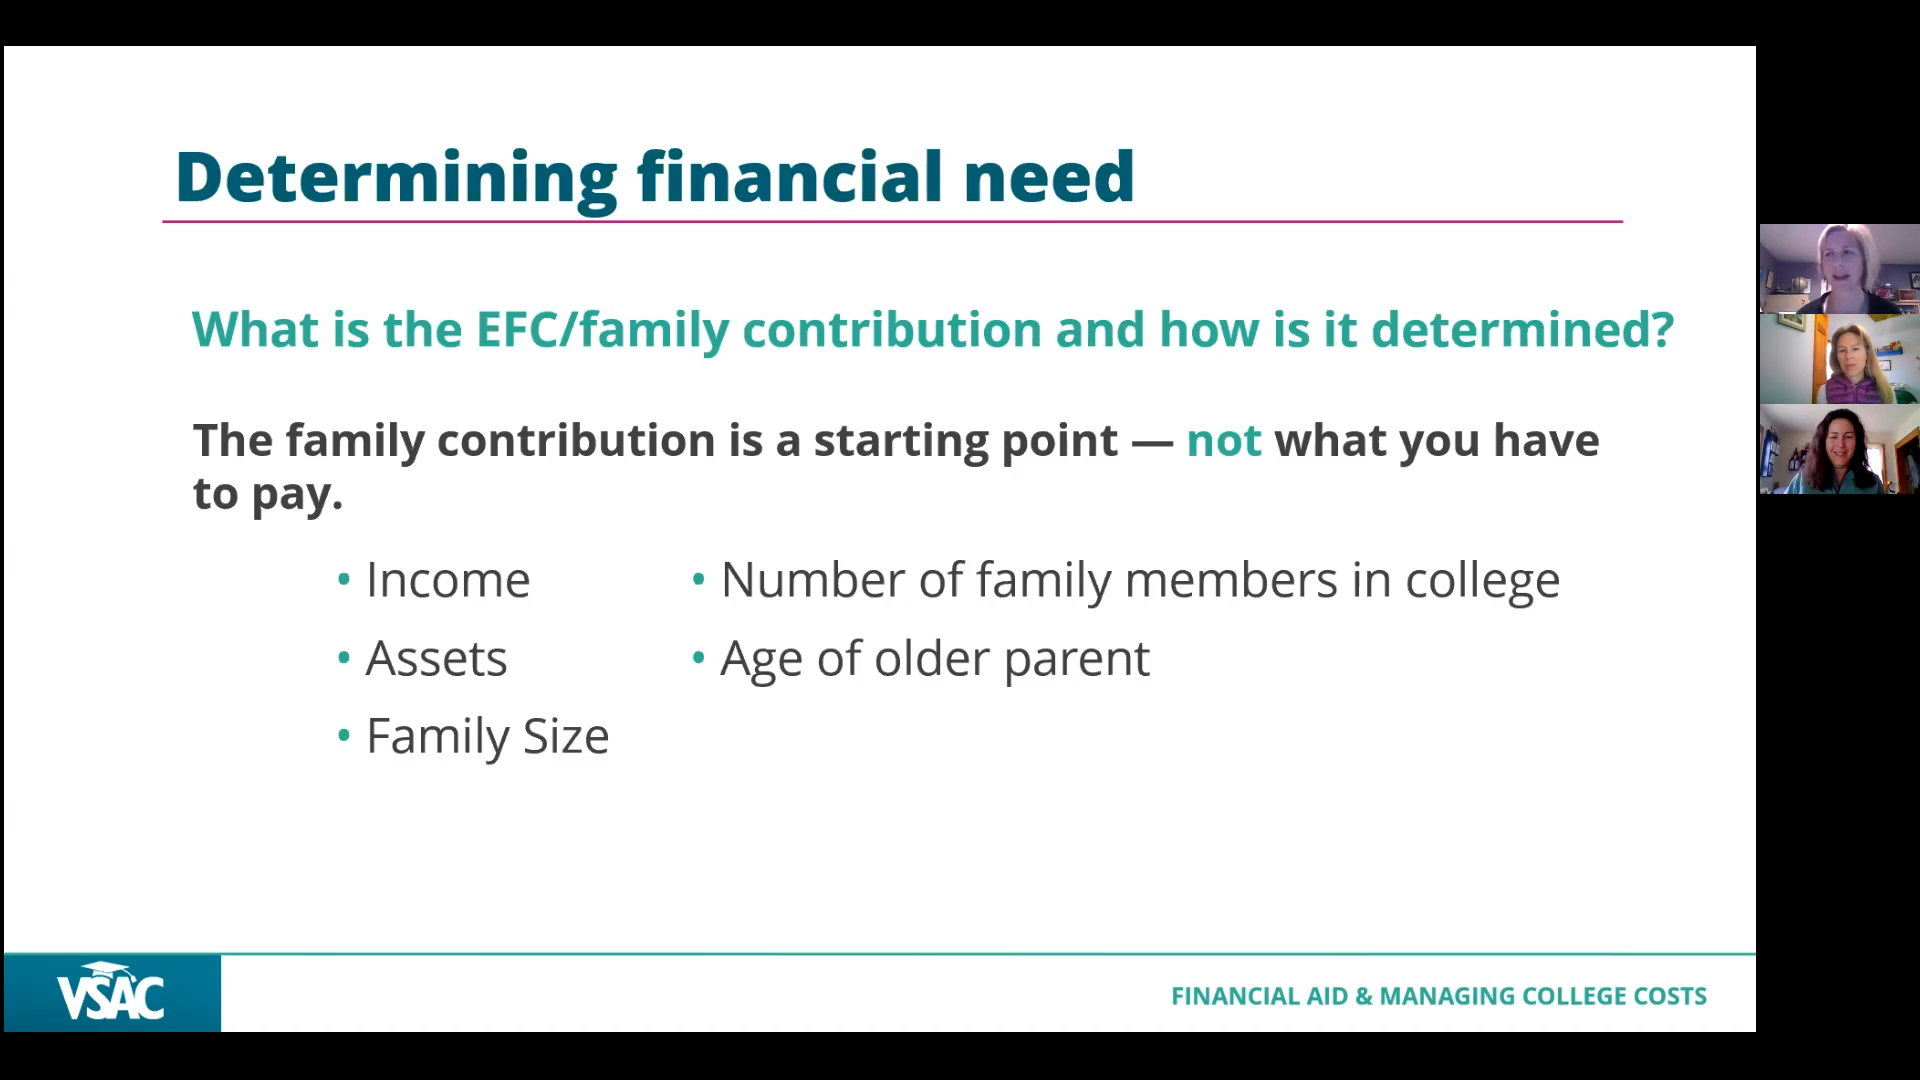 Determining financial need
What is the EFC/family contribution and how is it determined?
The family contribution is a starting point — not what you have
to pay.
• Income
• Assets
• Family Size
• Number of family members in college
• Age of older parent
VSAC
FINANCIAL AID & MANAGING COLLEGE COSTS